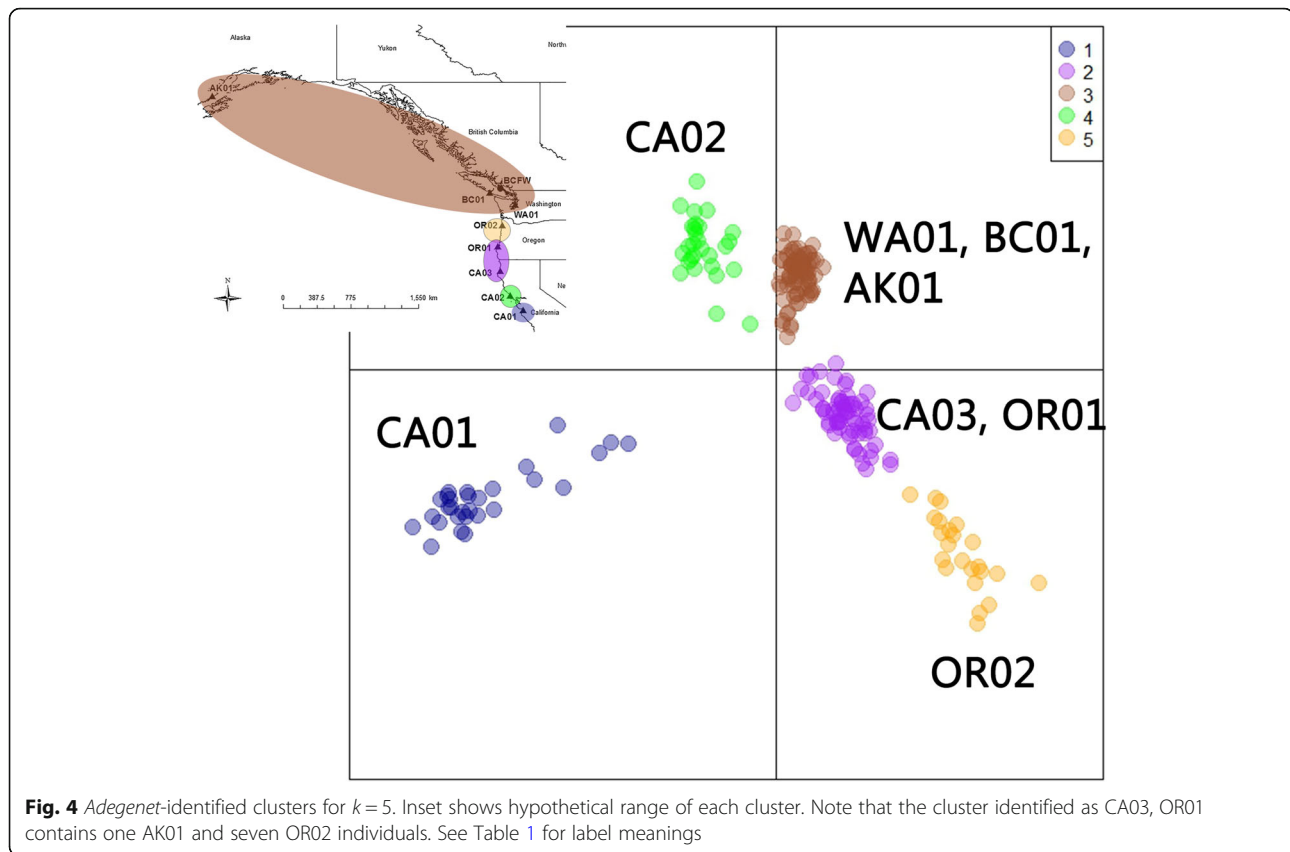 Alaska
Yukon
North
AK01
British Columbia
BCFW
BC01
Washington
WA01
OR02
Oregon
OR01
CA03
Ne
CA02
California
CA01
N
0 387.5 775 1,550 km
1
2
3
4
5
CA02
WA01, BC01,
AK01
CA01
CA03, OR01
OR02
Fig. 4 Adegenet-identified clusters for k = 5. Inset shows hypothetical range of each cluster. Note that the cluster identified as CA03, OR01
contains one AK01 and seven OR02 individuals. See Table 1 for label meanings